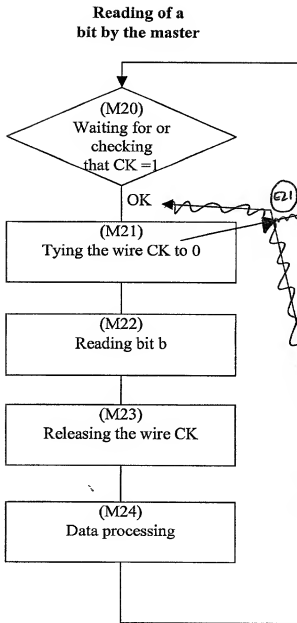 Reading of a
bit by the master
(M20)
Waiting for or
checking
that CK =1
OK
E21
(M21)
Tying the wire CK to 0
(M22)
Reading bit b
(M23)
Releasing the wire CK
(M24)
Data processing